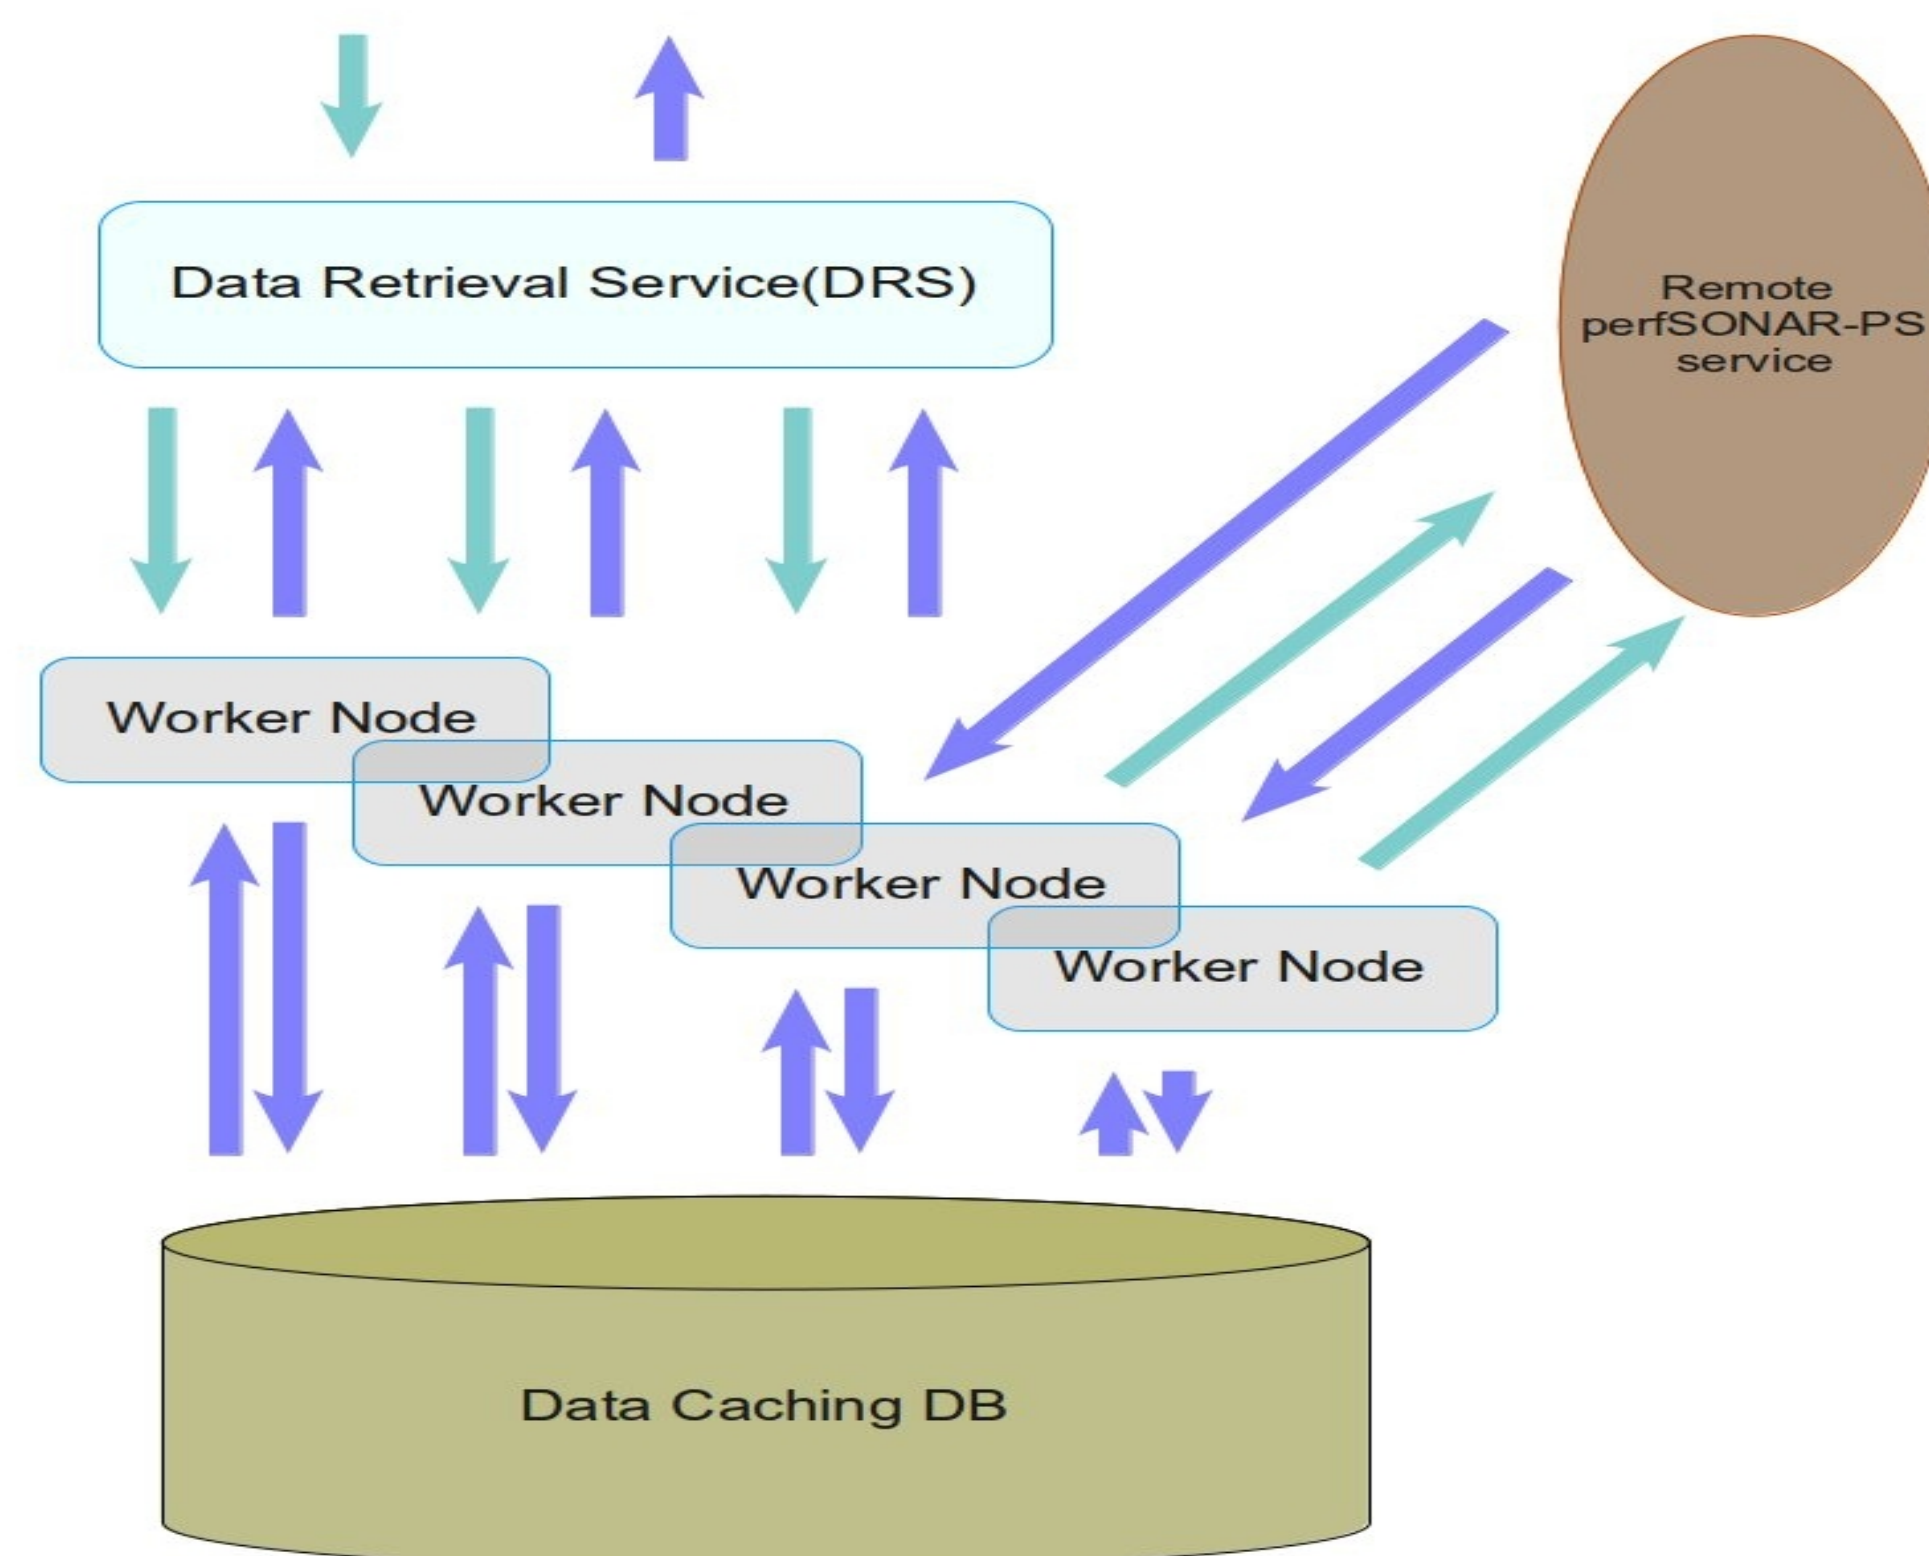 Data Retrieval Service(DRS)
Remote
perfSONAR-PS
service
Worker Node
Worker Node
Worker Node
Worker Node
Data Caching DB